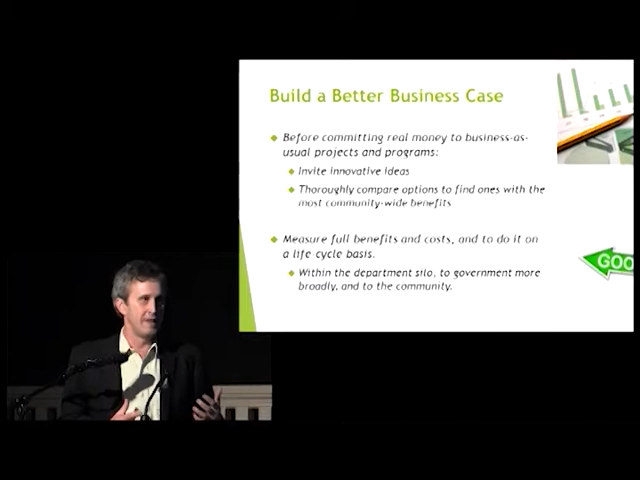 Build a Better Business Case
Before committing real money to business-as-
usual projects and programs:
Invite innovative ideas
Thoroughly compare options to find ones with the
most community-wide benefits
Measure full benefits and costs, and to do it on
a life cycle basis.
Within the department silo, to government more
broadly, and to the community.
GOO